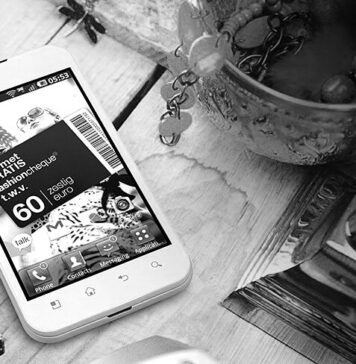 05:53
met
GRATIS
fashioncheque®
t.w.v.
60 zestig
euro
talk
Phone Contacts Messaging Applicati